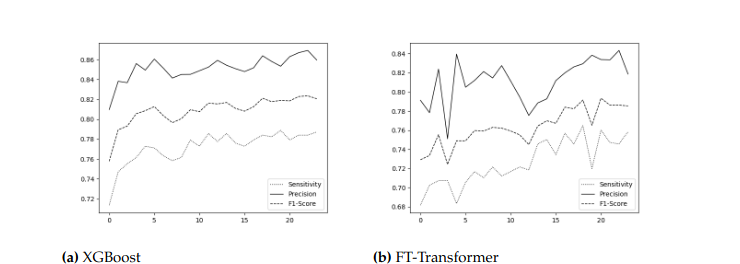 0.86
0.84
0.82
0.80
0.78
0.76
0.74
0.72
0 5 10 15 20
Sensitivity
Precision
F1-Score
(a) XGBoost
0.84
0.82
0.80
0.78
0.76
0.74
0.72
0.70
0.68
0 5 10 15 20
Sensitivity
Precision
F1-Score
(b) FT-Transformer